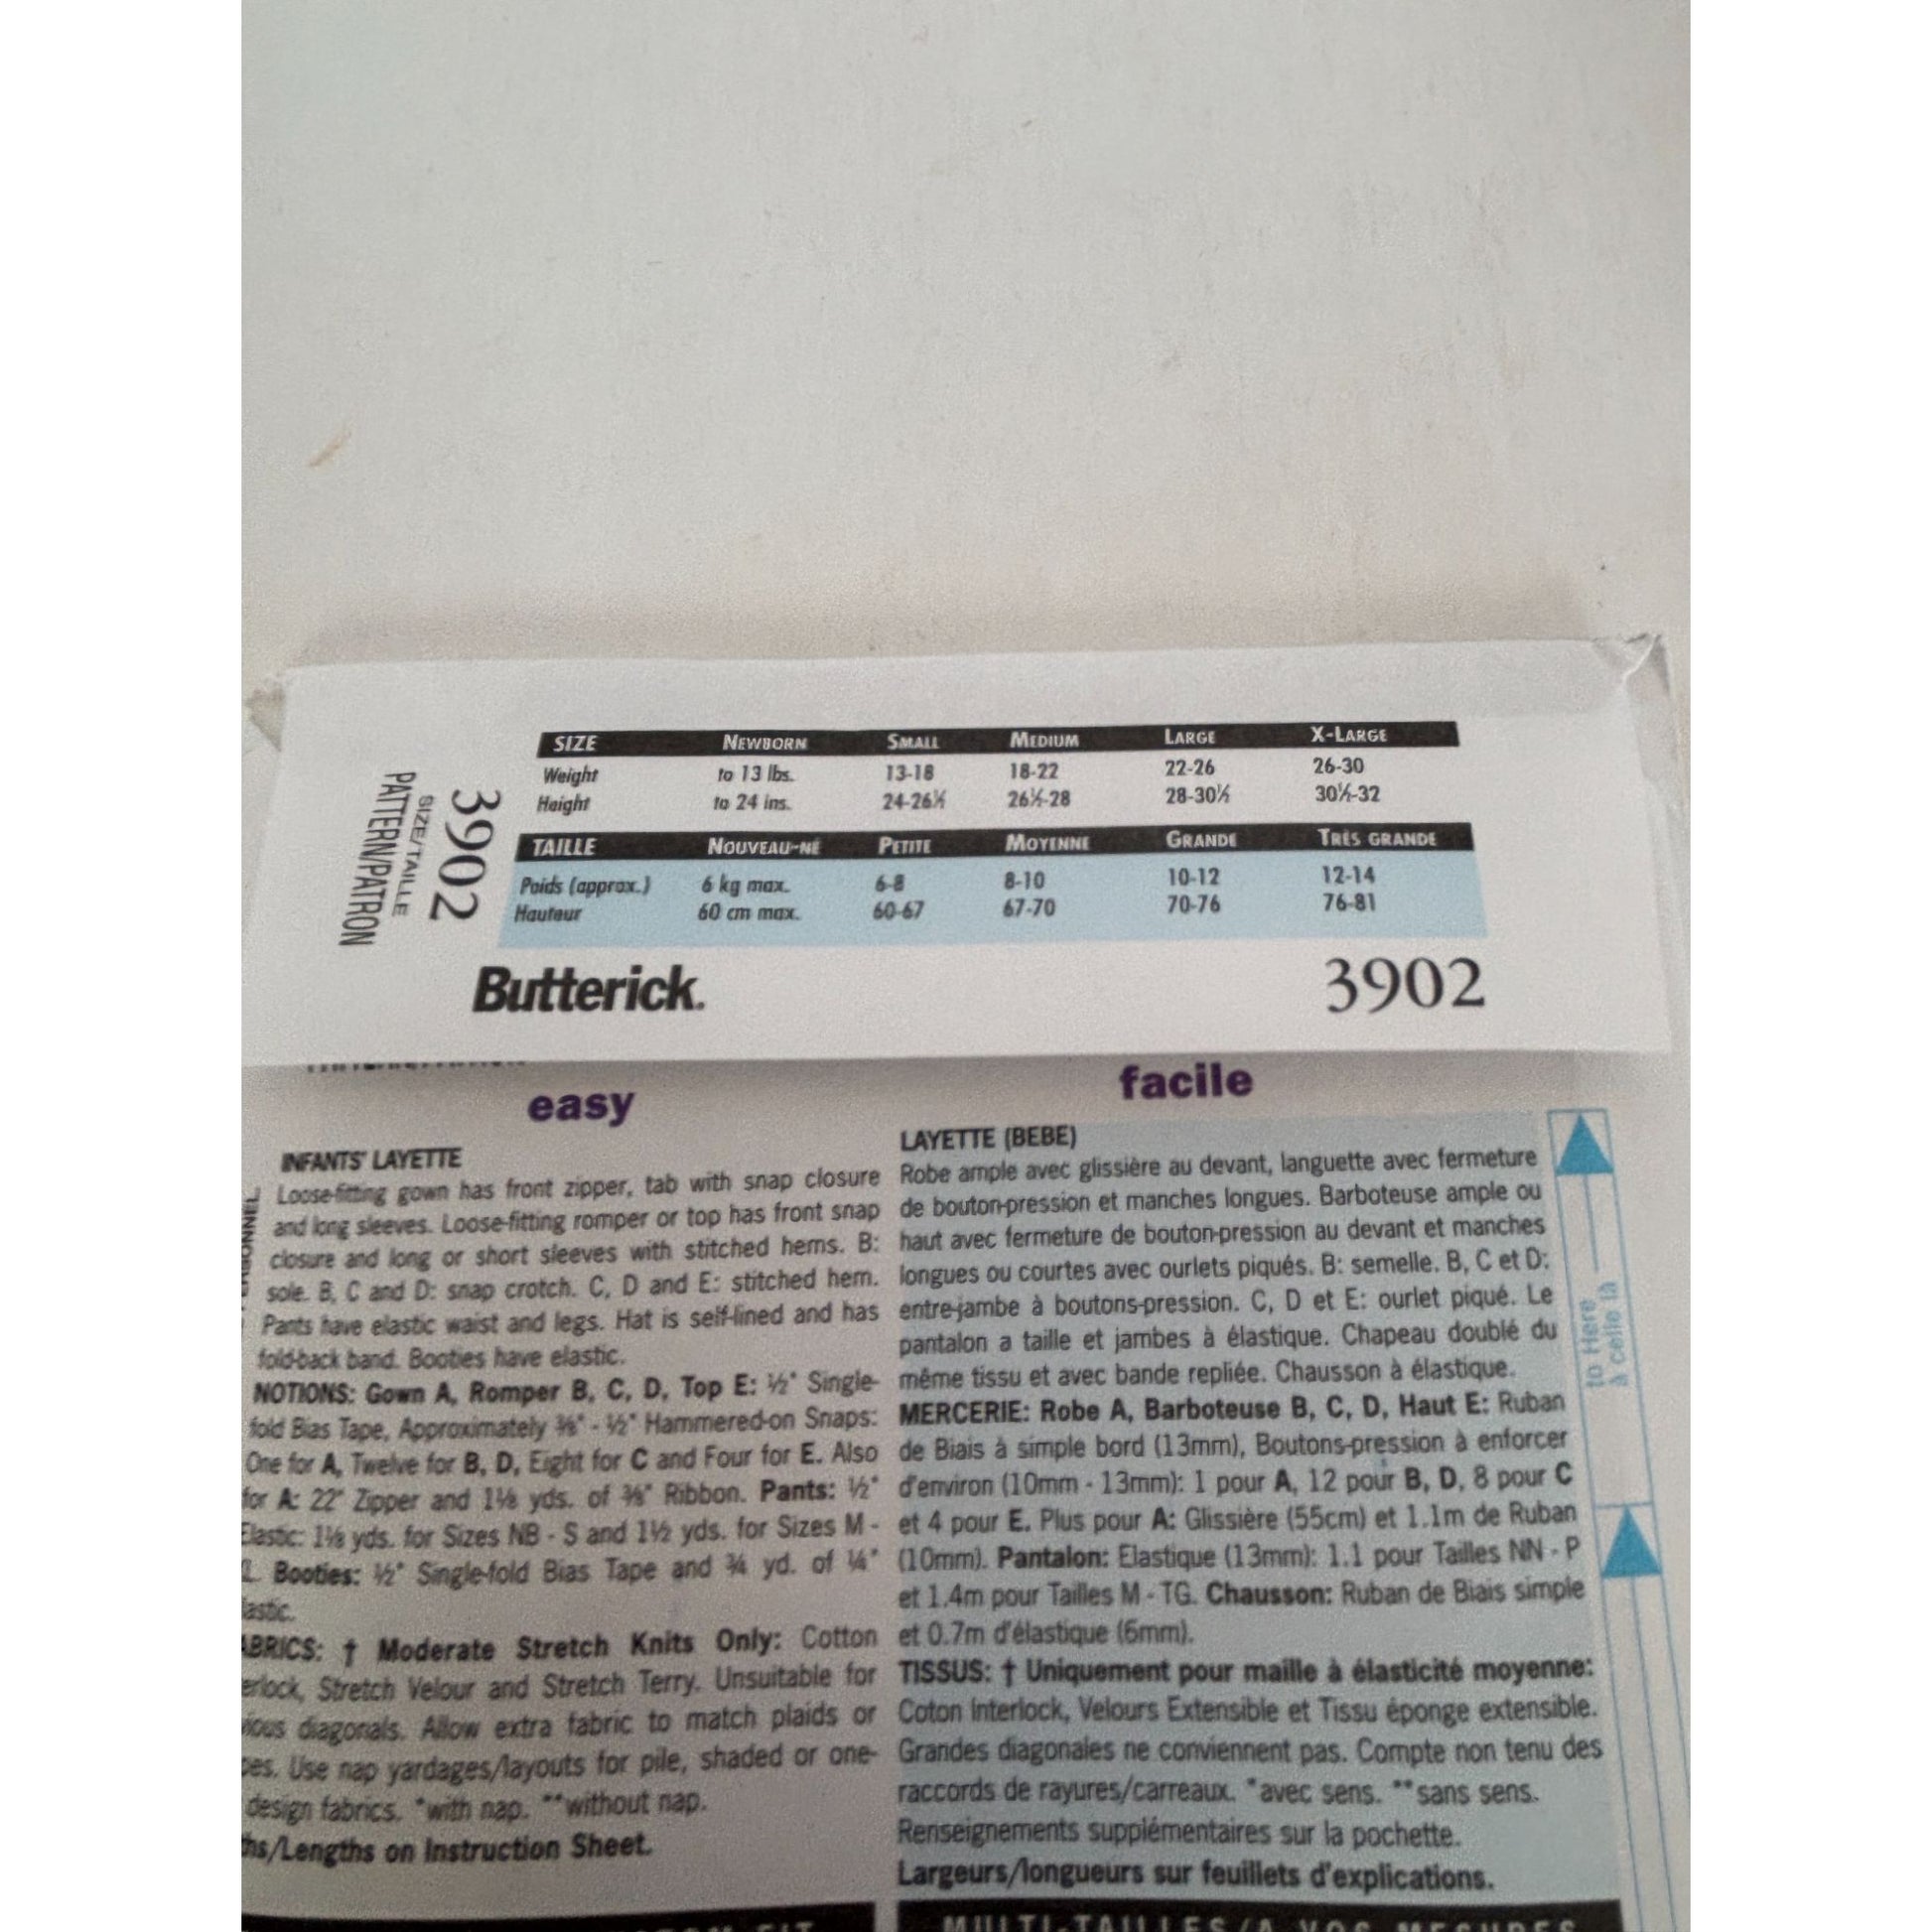 SIZE NEWBORN SMALL MEDIUM LARGE X-LARGE
Weight to 13 lbs. 13-18 18-22 22-26 26-30
Height to 24 ins. 24-26½ 26½-28 28-30½ 30½-32
TAILLE NOUVEAU-NÉ PETITE MOYENNE GRANDE TRÈS GRANDE
Poids (approx.) 6 kg max. 6-8 8-10 10-12 12-14
Hauteur 60 cm max. 60-67 67-70 70-76 76-81
3902
SIZE/TAILLE
PATTERN/PATRON
Butterick. 3902
easy
INFANTS' LAYETTE
Loose-fitting gown has front zipper, tab with snap closure
and long sleeves. Loose-fitting romper or top has front snap
closure and long or short sleeves with stitched hems. B:
sole. B, C and D: snap crotch. C, D and E: stitched hem.
Pants have elastic waist and legs. Hat is self-lined and has
fold-back band. Booties have elastic.
NOTIONS: Gown A, Romper B, C, D, Top E: ½" Single-
fold Bias Tape, Approximately ⅜" - ½" Hammered-on Snaps:
One for A, Twelve for B, D, Eight for C and Four for E. Also
for A: 22" Zipper and 1⅛ yds. of ⅜" Ribbon. Pants: ½"
Elastic: 1⅛ yds. for Sizes NB - S and 1½ yds. for Sizes M -
L. Booties: ½" Single-fold Bias Tape and ¾ yd. of ¼"
lastic.
ABRICS: † Moderate Stretch Knits Only: Cotton
erlock, Stretch Velour and Stretch Terry. Unsuitable for
ious diagonals. Allow extra fabric to match plaids or
pes. Use nap yardages/layouts for pile, shaded or one-
design fabrics. *with nap. **without nap.
hs/Lengths on Instruction Sheet.
facile
LAYETTE (BEBE)
Robe ample avec glissière au devant, languette avec fermeture
de bouton-pression et manches longues. Barboteuse ample ou
haut avec fermeture de bouton-pression au devant et manches
longues ou courtes avec ourlets piqués. B: semelle. B, C et D:
entre-jambe à boutons-pression. C, D et E: ourlet piqué. Le
pantalon a taille et jambes à élastique. Chapeau doublé du
même tissu et avec bande repliée. Chausson à élastique.
MERCERIE: Robe A, Barboteuse B, C, D, Haut E: Ruban
de Biais à simple bord (13mm), Boutons-pression à enforcer
d'environ (10mm - 13mm): 1 pour A, 12 pour B, D, 8 pour C
et 4 pour E. Plus pour A: Glissière (55cm) et 1.1m de Ruban
(10mm). Pantalon: Elastique (13mm): 1.1 pour Tailles NN - P
et 1.4m pour Tailles M - TG. Chausson: Ruban de Biais simple
et 0.7m d'élastique (6mm).
TISSUS: † Uniquement pour maille à élasticité moyenne:
Coton Interlock, Velours Extensible et Tissu éponge extensible.
Grandes diagonales ne conviennent pas. Compte non tenu des
raccords de rayures/carreaux. *avec sens. **sans sens.
Renseignements supplémentaires sur la pochette.
Largeurs/longueurs sur feuillets d'explications.
to Here
à celle là
MULTI-TAILLES/A VOS MESURES